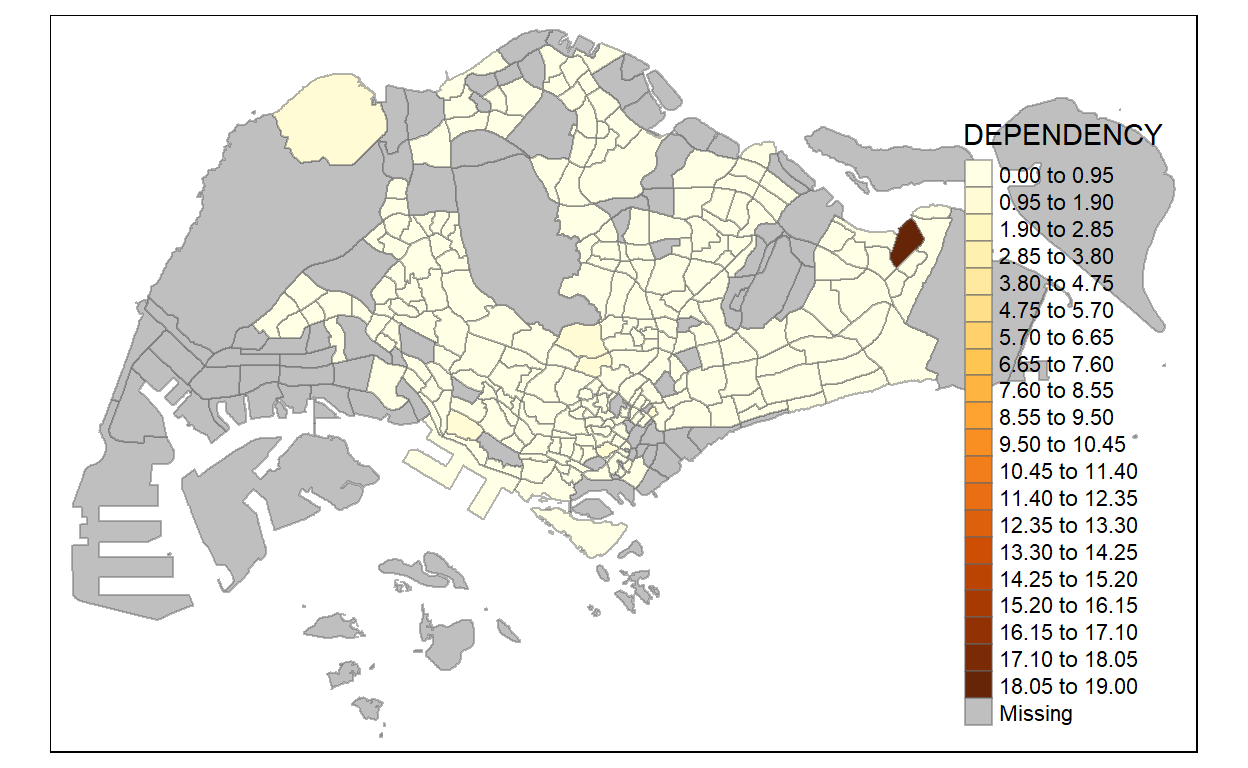 DEPENDENCY
0.00 to 0.95
0.95 to 1.90
1.90 to 2.85
2.85 to 3.80
3.80 to 4.75
4.75 to 5.70
5.70 to 6.65
6.65 to 7.60
7.60 to 8.55
8.55 to 9.50
9.50 to 10.45
10.45 to 11.40
11.40 to 12.35
12.35 to 13.30
13.30 to 14.25
14.25 to 15.20
15.20 to 16.15
16.15 to 17.10
17.10 to 18.05
18.05 to 19.00
Missing